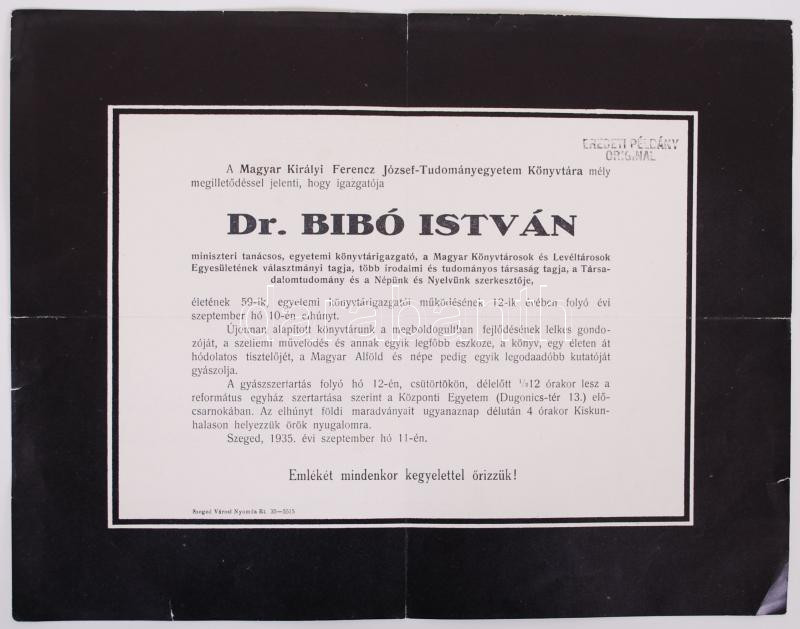 EREDETI PÉLDÁNY
ORIGINAL
A Magyar Királyi Ferencz József-Tudományegyetem Könyvtára mély
megilletődéssel jelenti, hogy igazgatója
Dr. BIBÓ ISTVÁN
miniszteri tanácsos, egyetemi könyvtárigazgató, a Magyar Könyvtárosok és Levéltárosok
Egyesületének választmányi tagja, több irodalmi és tudományos társaság tagja, a Társa-
dalomtudomány és a Népünk és Nyelvünk szerkesztője,
életének 59-ik, egyetemi könyvtárigazgatói működésének 12-ik évében folyó évi
szeptember hó 10-én elhúnyt.
Újonnan alapított könyvtárunk a megboldogultban fejlődésének lelkes gondo-
zóját, a szellemi művelődés és annak egyik legfőbb eszköze, a könyv, egy életen át
hódolatos tisztelőjét, a Magyar Alföld és népe pedig egyik legodaadóbb kutatóját
gyászolja.
A gyászszertartás folyó hó 12-én, csütörtökön, délelőtt ½12 órakor lesz a
református egyház szertartása szerint a Központi Egyetem (Dugonics-tér 13.) elő-
csarnokában. Az elhúnyt földi maradványait ugyanaznap délután 4 órakor Kiskun-
halason helyezzük örök nyugalomra.
Szeged, 1935. évi szeptember hó 11-én.
Emlékét mindenkor kegyelettel őrizzük!
Szeged Városi Nyomda Rt. 35—5515
darabanth